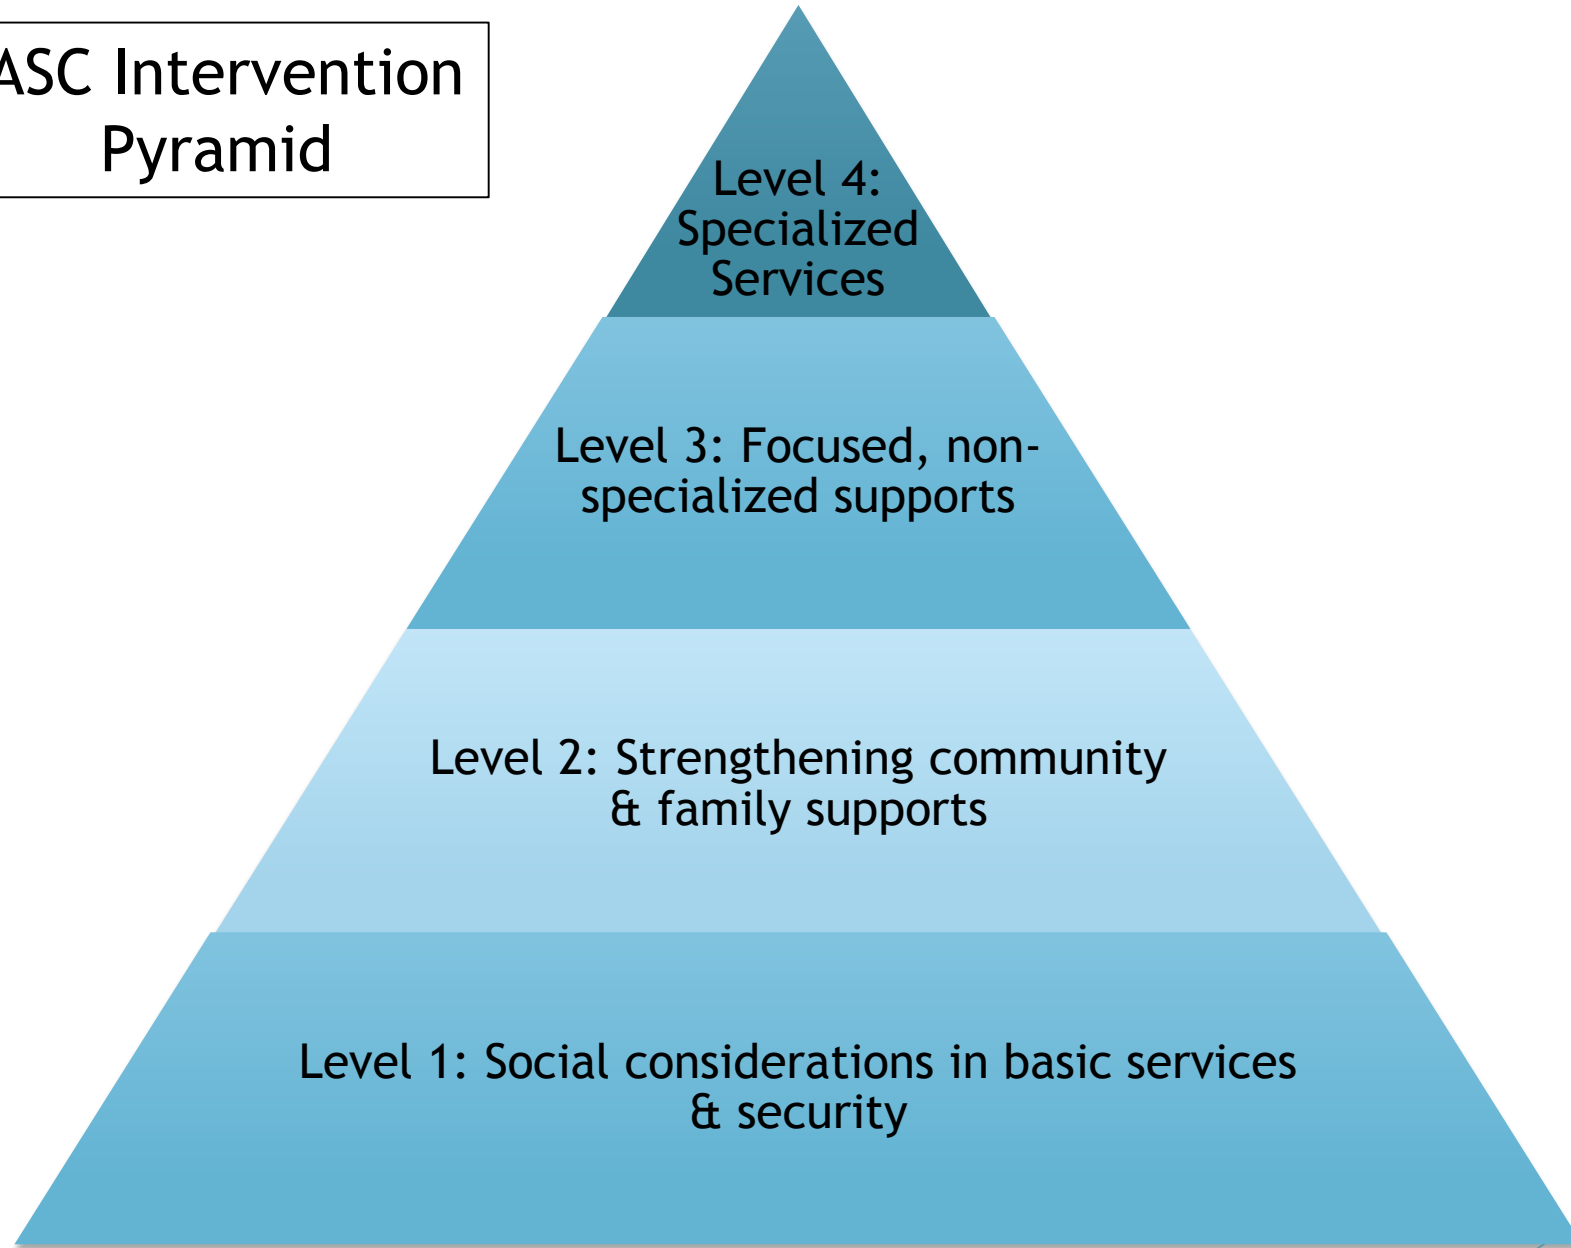 ASC Intervention
Pyramid
Level 4:
Specialized
Services
Level 3: Focused, non-
specialized supports
Level 2: Strengthening community
& family supports
Level 1: Social considerations in basic services
& security